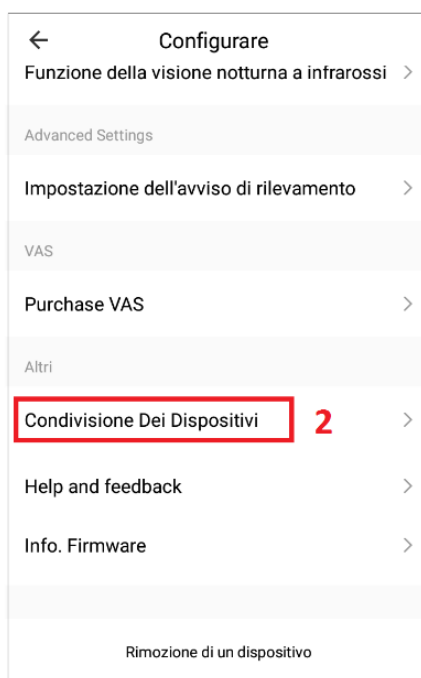 Configurare
Funzione della visione notturna a infrarossi
Advanced Settings
Impostazione dell'avviso di rilevamento
VAS
Purchase VAS
Altri
Condivisione Dei Dispositivi 2
Help and feedback
Info. Firmware
Rimozione di un dispositivo